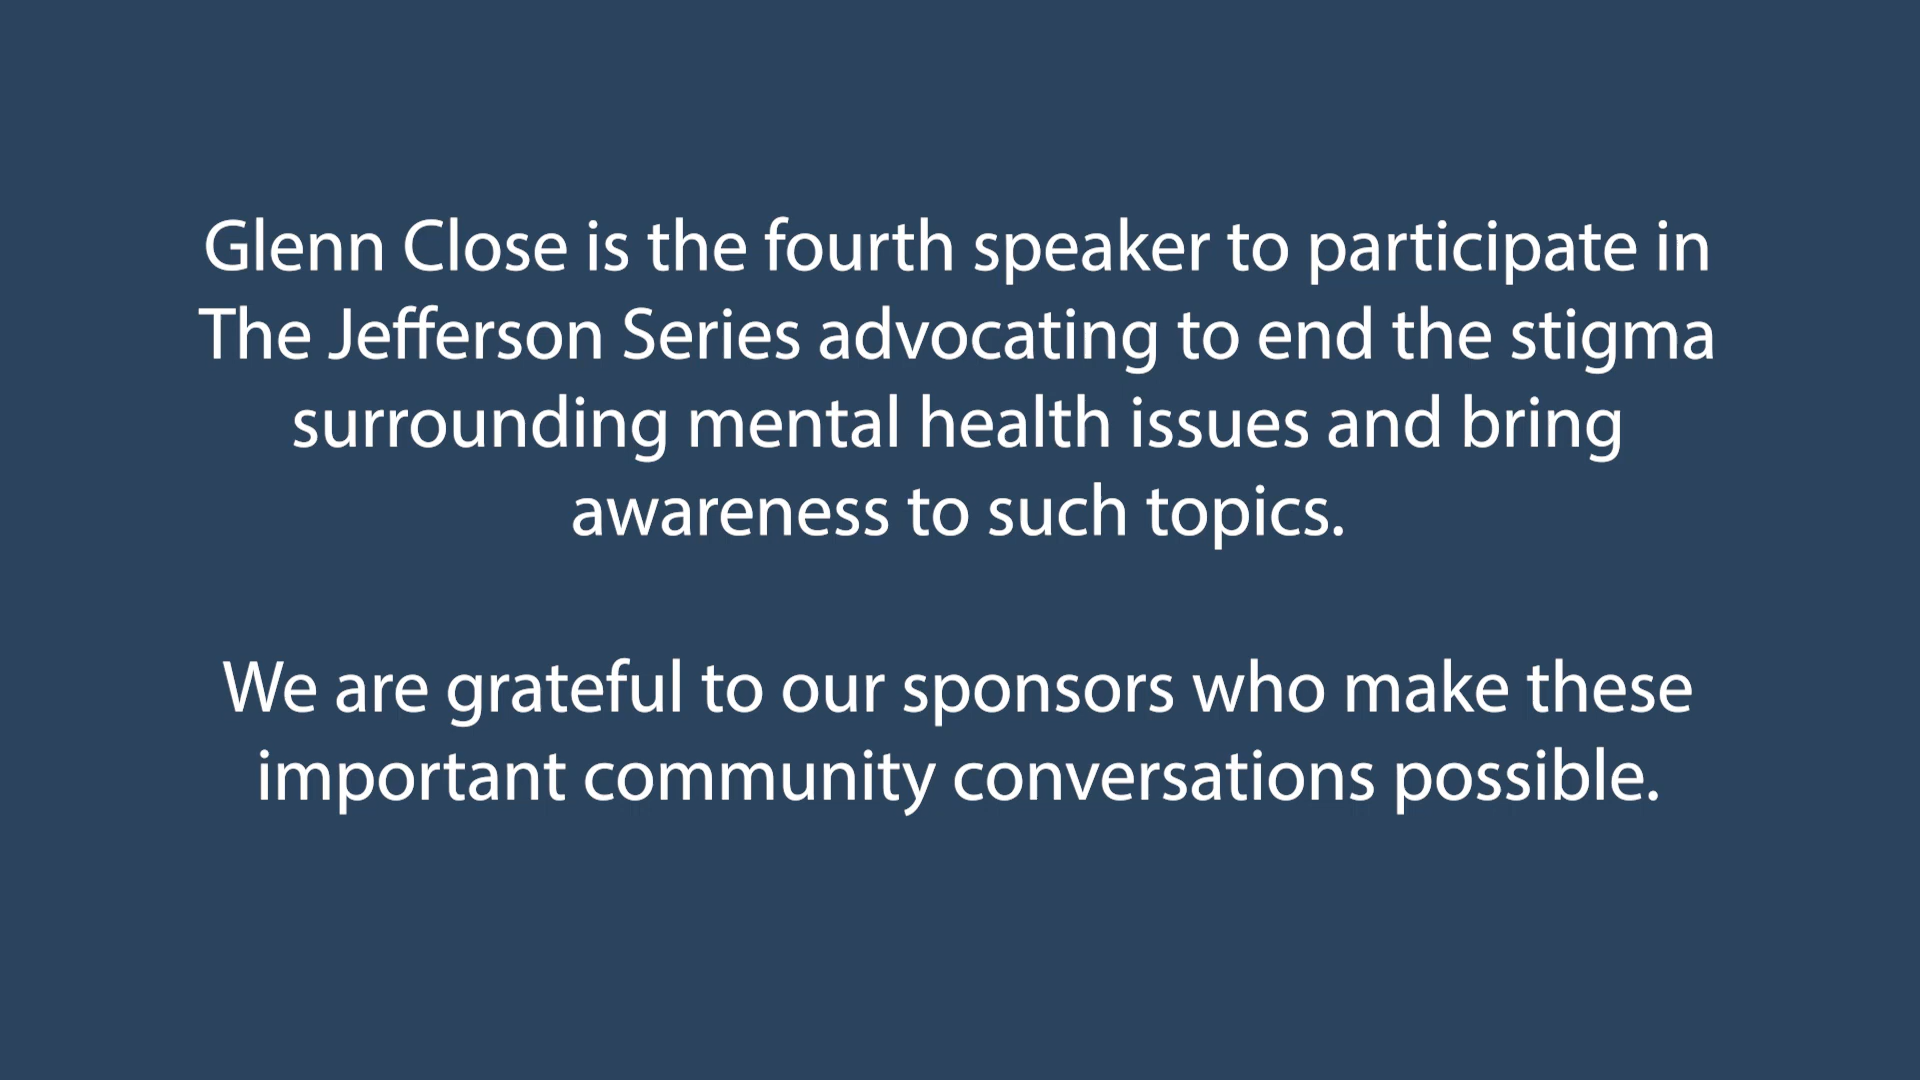 Glenn Close is the fourth speaker to participate in
The Jefferson Series advocating to end the stigma
surrounding mental health issues and bring
awareness to such topics.
We are grateful to our sponsors who make these
important community conversations possible.